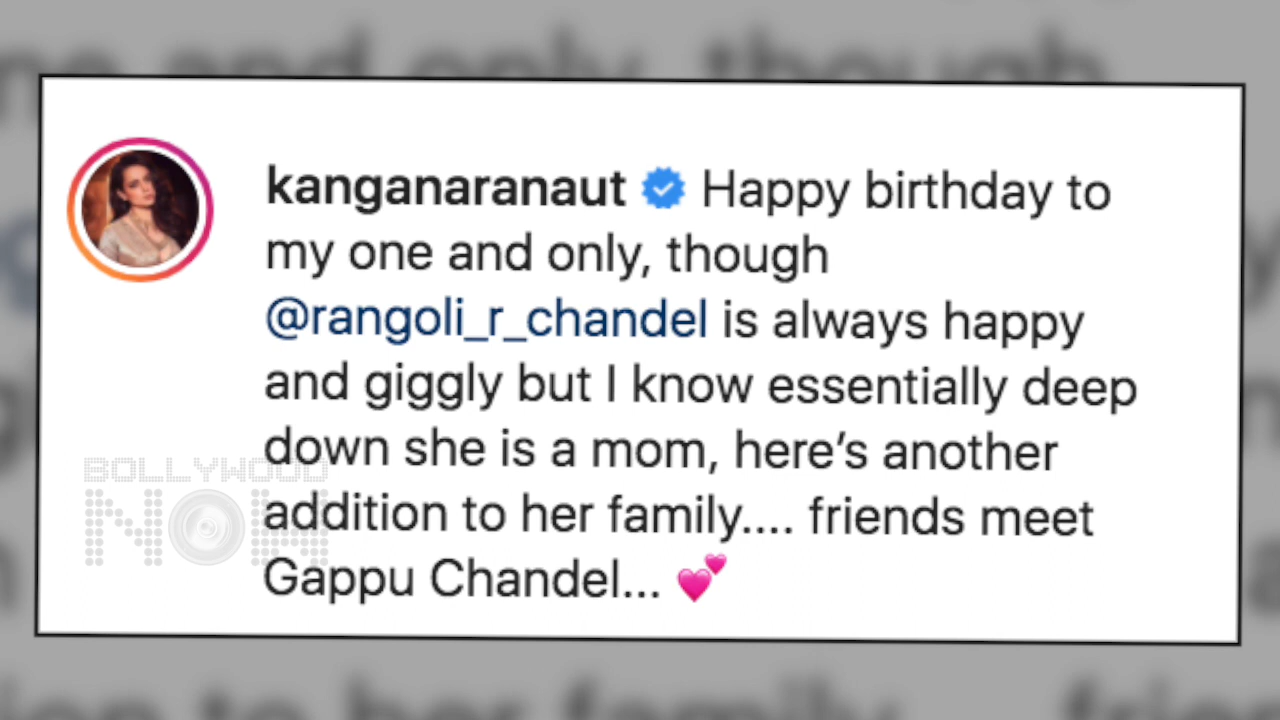 kanganaranaut Happy birthday to
my one and only, though
@rangoli_r_chandel is always happy
and giggly but I know essentially deep
down she is a mom, here’s another
addition to her family.... friends meet
Gappu Chandel... 💕
BOLLYWOOD
NOW